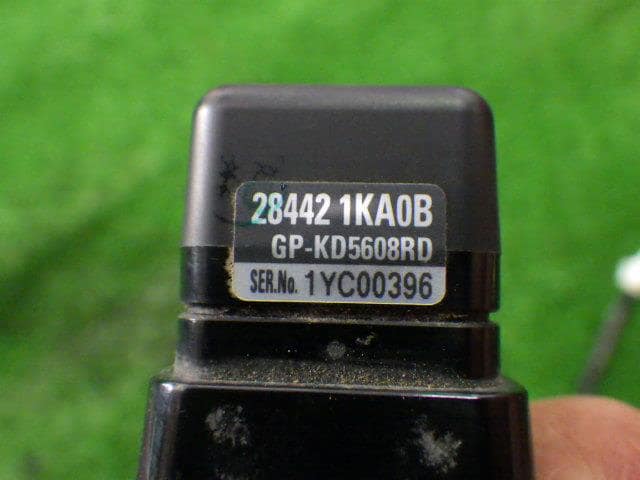 28442 1KA0B
GP-KD5608RD
SER.No. 1YC00396